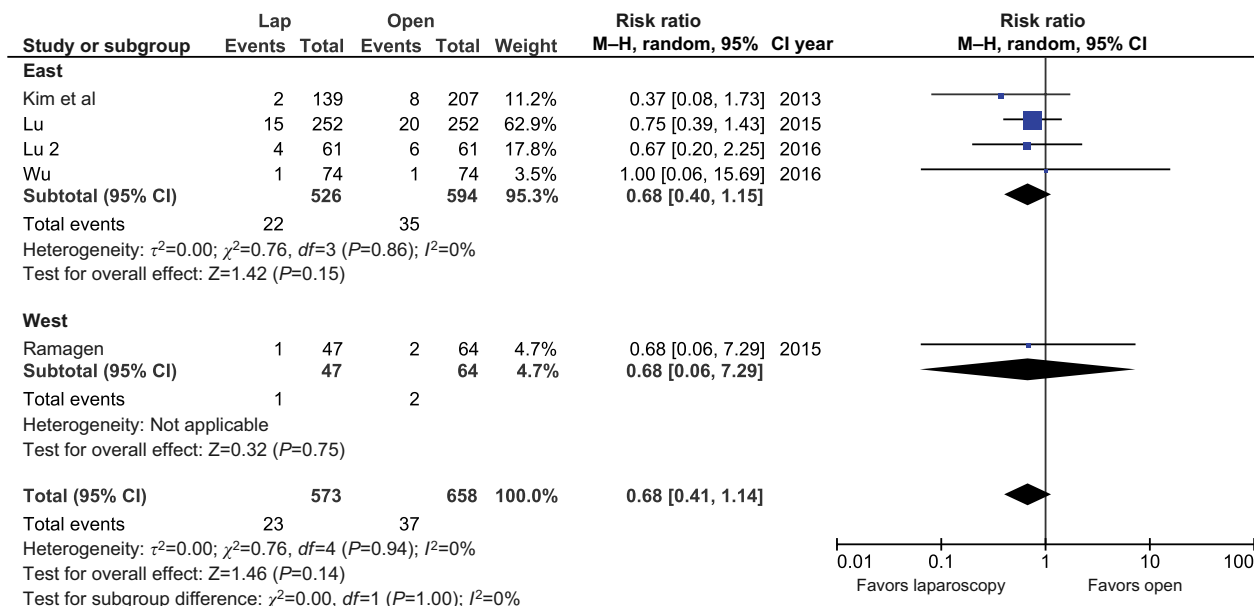 Lap Open Risk ratio Risk ratio
Study or subgroup Events Total Events Total Weight M–H, random, 95% CI year M–H, random, 95% CI
East
Kim et al 2 139 8 207 11.2% 0.37 [0.08, 1.73] 2013
Lu 15 252 20 252 62.9% 0.75 [0.39, 1.43] 2015
Lu 2 4 61 6 61 17.8% 0.67 [0.20, 2.25] 2016
Wu 1 74 1 74 3.5% 1.00 [0.06, 15.69] 2016
Subtotal (95% CI) 526 594 95.3% 0.68 [0.40, 1.15]
Total events 22 35
Heterogeneity: τ²=0.00; χ²=0.76, df=3 (P=0.86); I²=0%
Test for overall effect: Z=1.42 (P=0.15)
West
Ramagen 1 47 2 64 4.7% 0.68 [0.06, 7.29] 2015
Subtotal (95% CI) 47 64 4.7% 0.68 [0.06, 7.29]
Total events 1 2
Heterogeneity: Not applicable
Test for overall effect: Z=0.32 (P=0.75)
Total (95% CI) 573 658 100.0% 0.68 [0.41, 1.14]
Total events 23 37
Heterogeneity: τ²=0.00; χ²=0.76, df=4 (P=0.94); I²=0%
Test for overall effect: Z=1.46 (P=0.14)
Test for subgroup difference: χ²=0.00, df=1 (P=1.00); I²=0%
0.01 0.1 1 10 100
Favors laparoscopy Favors open